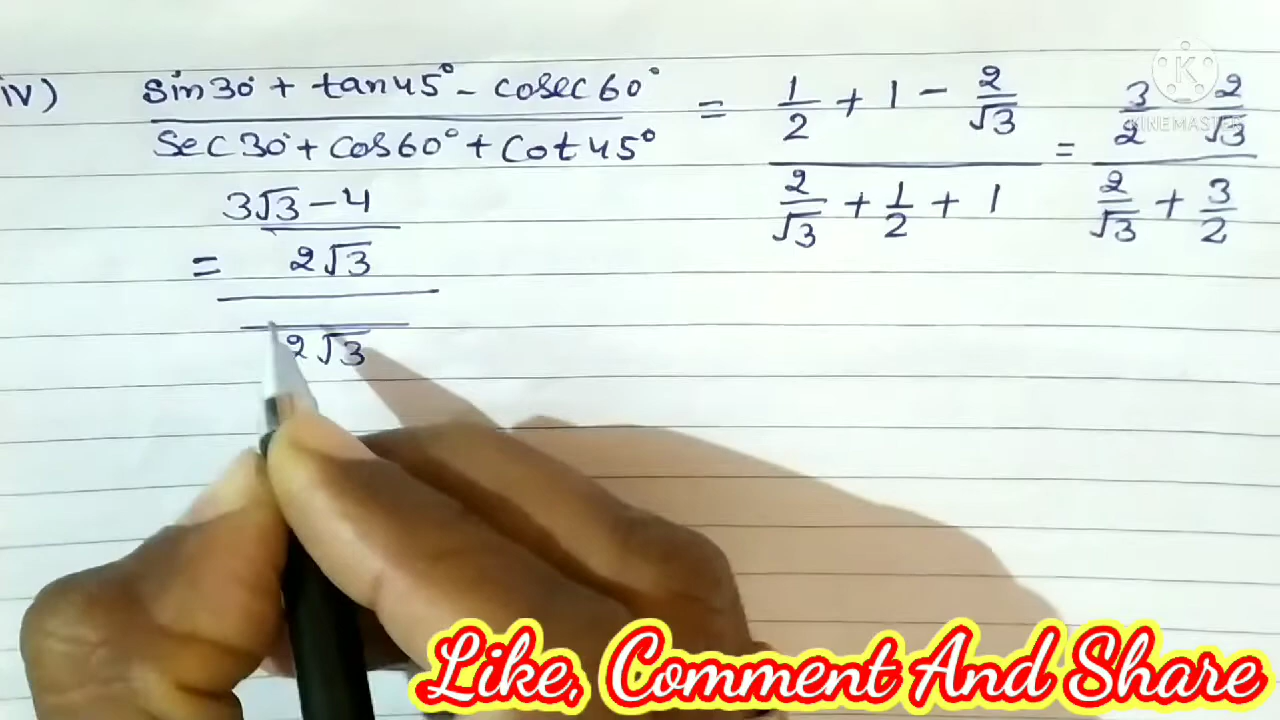 iv) sin30° + tan45° - cosec60° / sec30° + cos60° + cot45° = 1/2 + 1 - 2/√3 / 2/√3 + 1/2 + 1 = 3/2 2/√3 / 2/√3 + 3/2
= 3√3 - 4 / 2√3 / 2√3
KINEMASTER
Like, Comment And Share